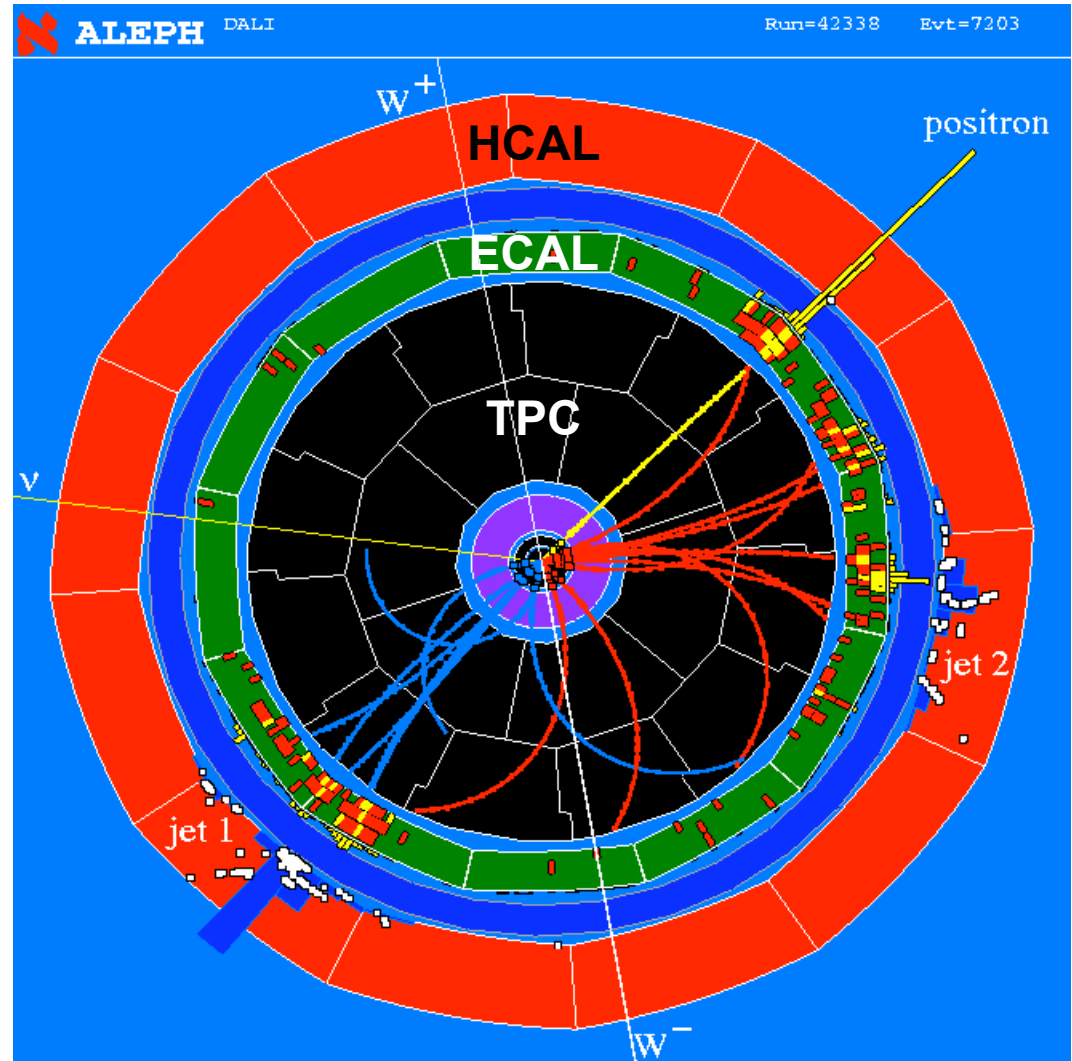 ALEPH DALI Run=42338 Evt=7203
W+
HCAL
positron
ECAL
TPC
ν
jet 2
jet 1
W−